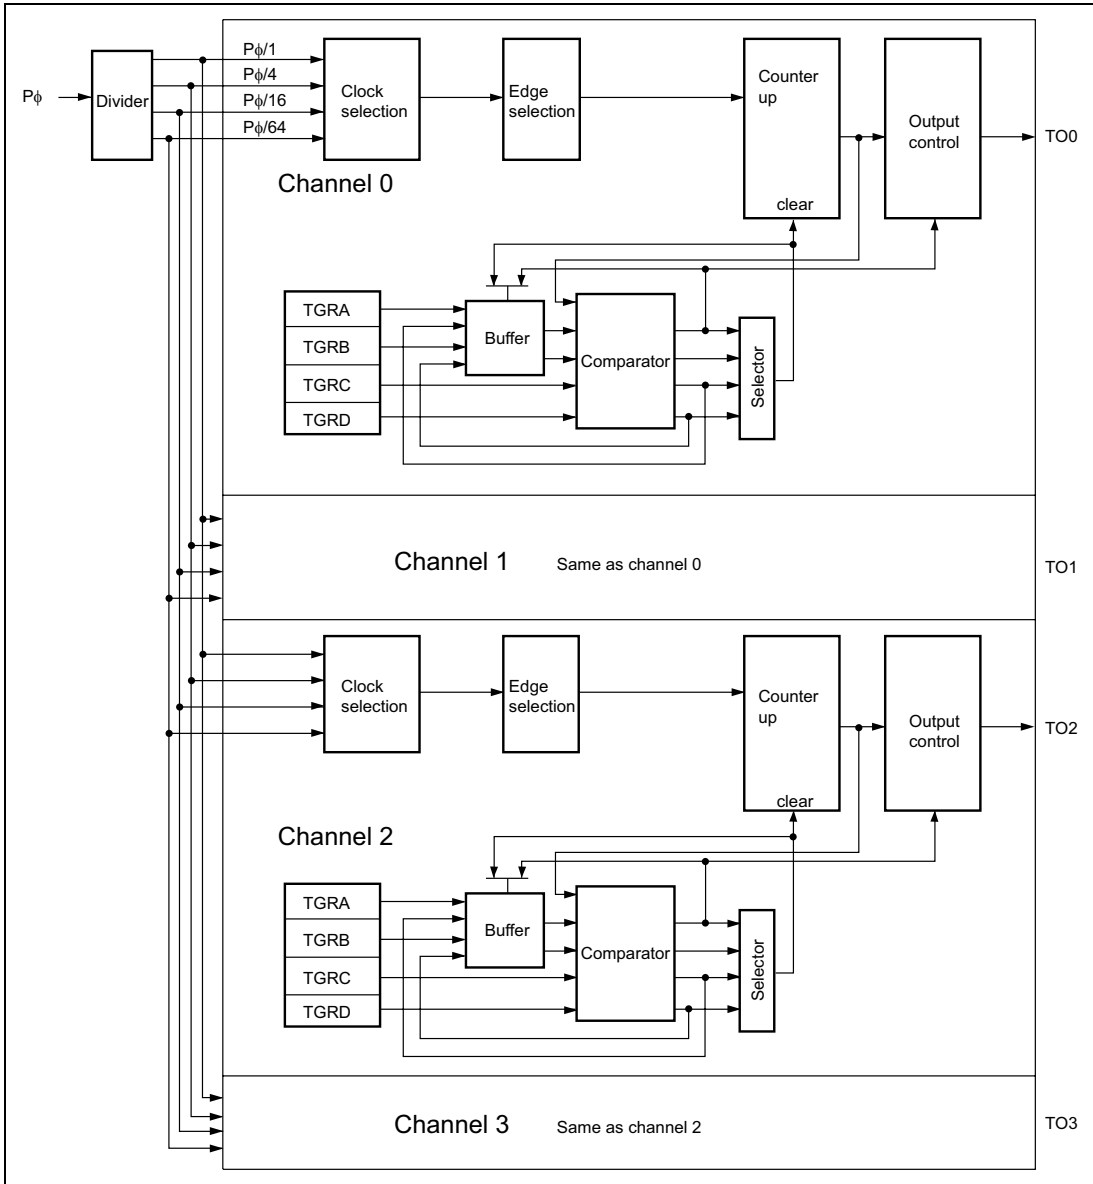 Pϕ
Divider
Pϕ/1
Pϕ/4
Pϕ/16
Pϕ/64
Clock
selection
Edge
selection
Counter
up
clear
Output
control
TO0
Channel 0
TGRA
TGRB
TGRC
TGRD
Buffer
Comparator
Selector
Channel 1
Same as channel 0
TO1
Clock
selection
Edge
selection
Counter
up
clear
Output
control
TO2
Channel 2
TGRA
TGRB
TGRC
TGRD
Buffer
Comparator
Selector
Channel 3
Same as channel 2
TO3